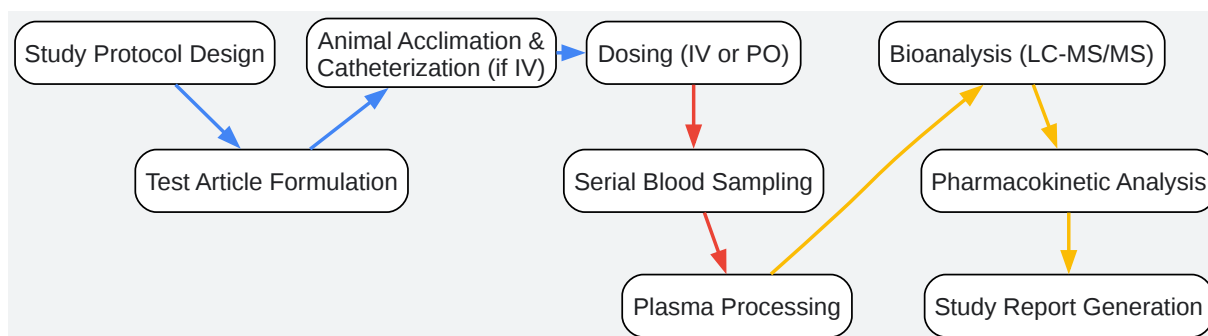 Study Protocol Design
Test Article Formulation
Animal Acclimation &
Catheterization (if IV)
Dosing (IV or PO)
Serial Blood Sampling
Plasma Processing
Bioanalysis (LC-MS/MS)
Pharmacokinetic Analysis
Study Report Generation